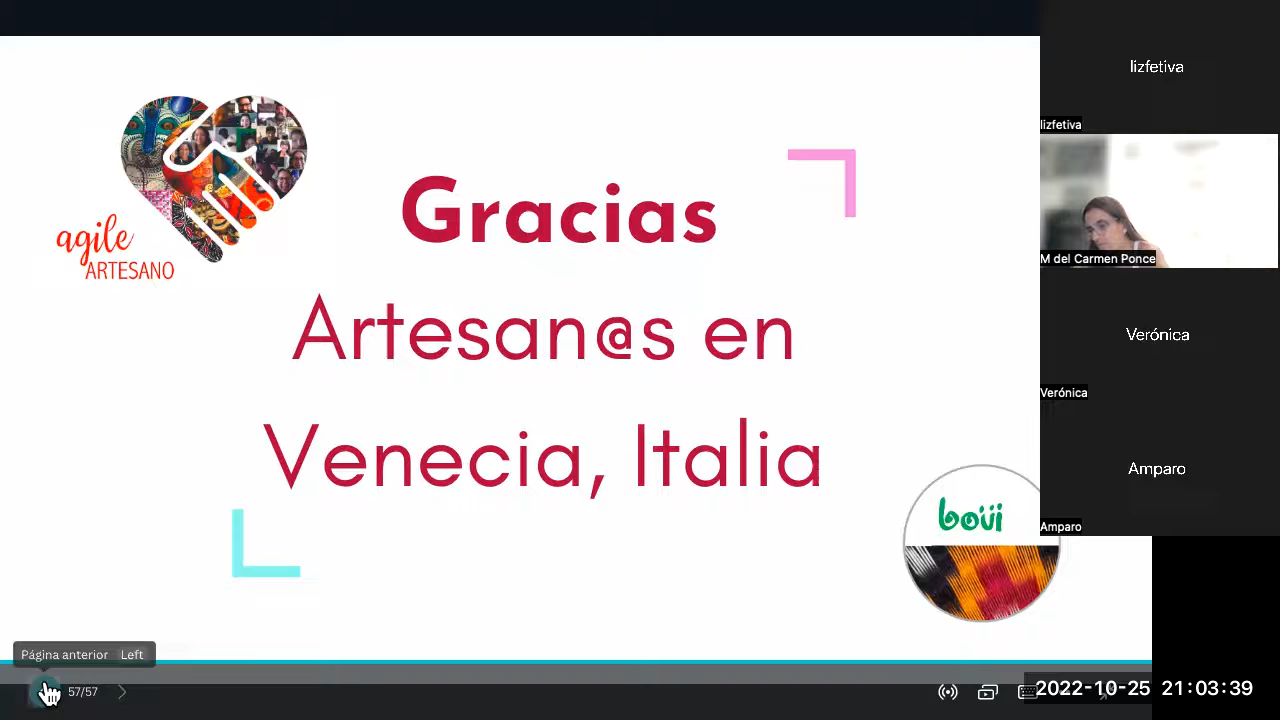 agile
ARTESANO
Gracias
Artesan@s en
Venecia, Italia
boüi
Página anterior Left
57/57
lizfetiva
lizfetiva
M del Carmen Ponce
Verónica
Verónica
Amparo
Amparo
2022-10-25 21:03:39